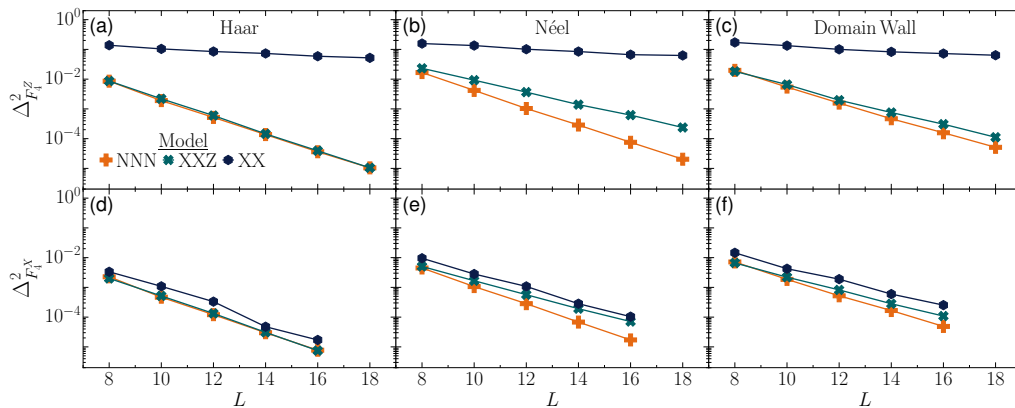 (a) Haar
(b) Néel
(c) Domain Wall
10^0
10^{-2}
10^{-4}
Δ^2_{F_4^Z}
Model
NNN XXZ XX
(d)
(e)
(f)
10^0
10^{-2}
10^{-4}
Δ^2_{F_4^X}
8 10 12 14 16 18
8 10 12 14 16 18
8 10 12 14 16 18
L
L
L